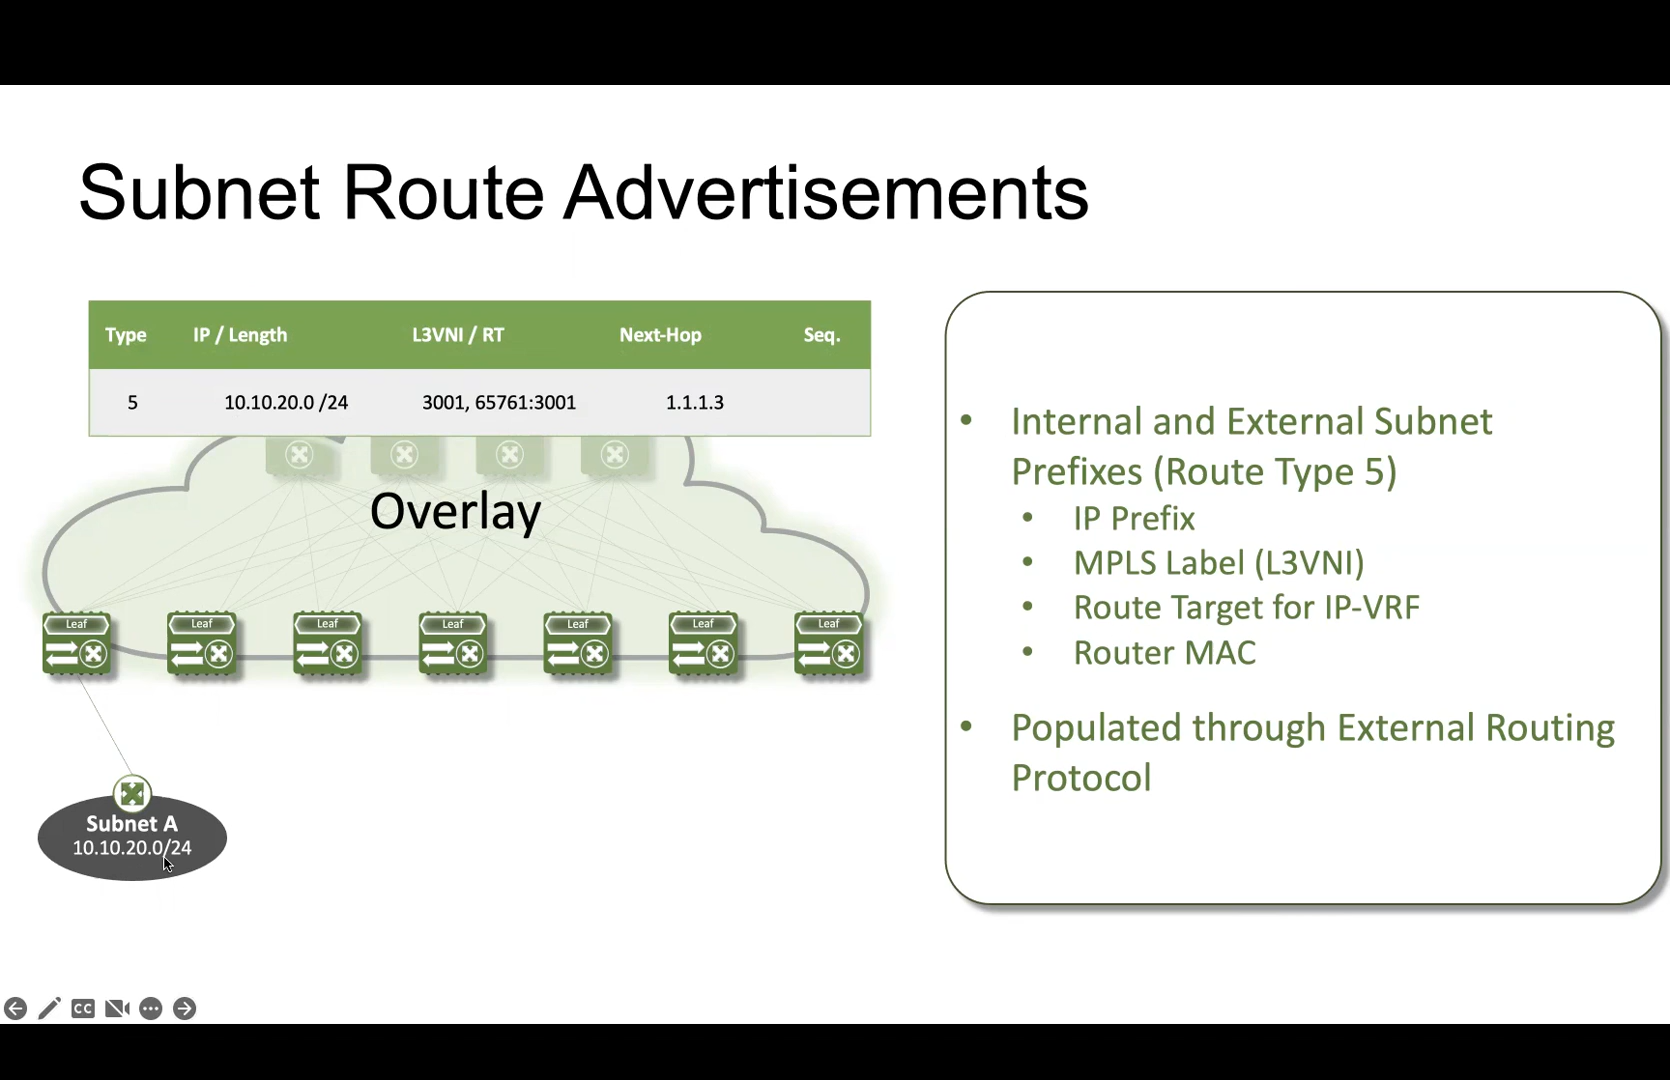 Subnet Route Advertisements
Type IP / Length L3VNI / RT Next-Hop Seq.
5 10.10.20.0 /24 3001, 65761:3001 1.1.1.3
Overlay
Leaf Leaf Leaf Leaf Leaf Leaf Leaf
Subnet A
10.10.20.0/24
• Internal and External Subnet
Prefixes (Route Type 5)
• IP Prefix
• MPLS Label (L3VNI)
• Route Target for IP-VRF
• Router MAC
• Populated through External Routing
Protocol
CC